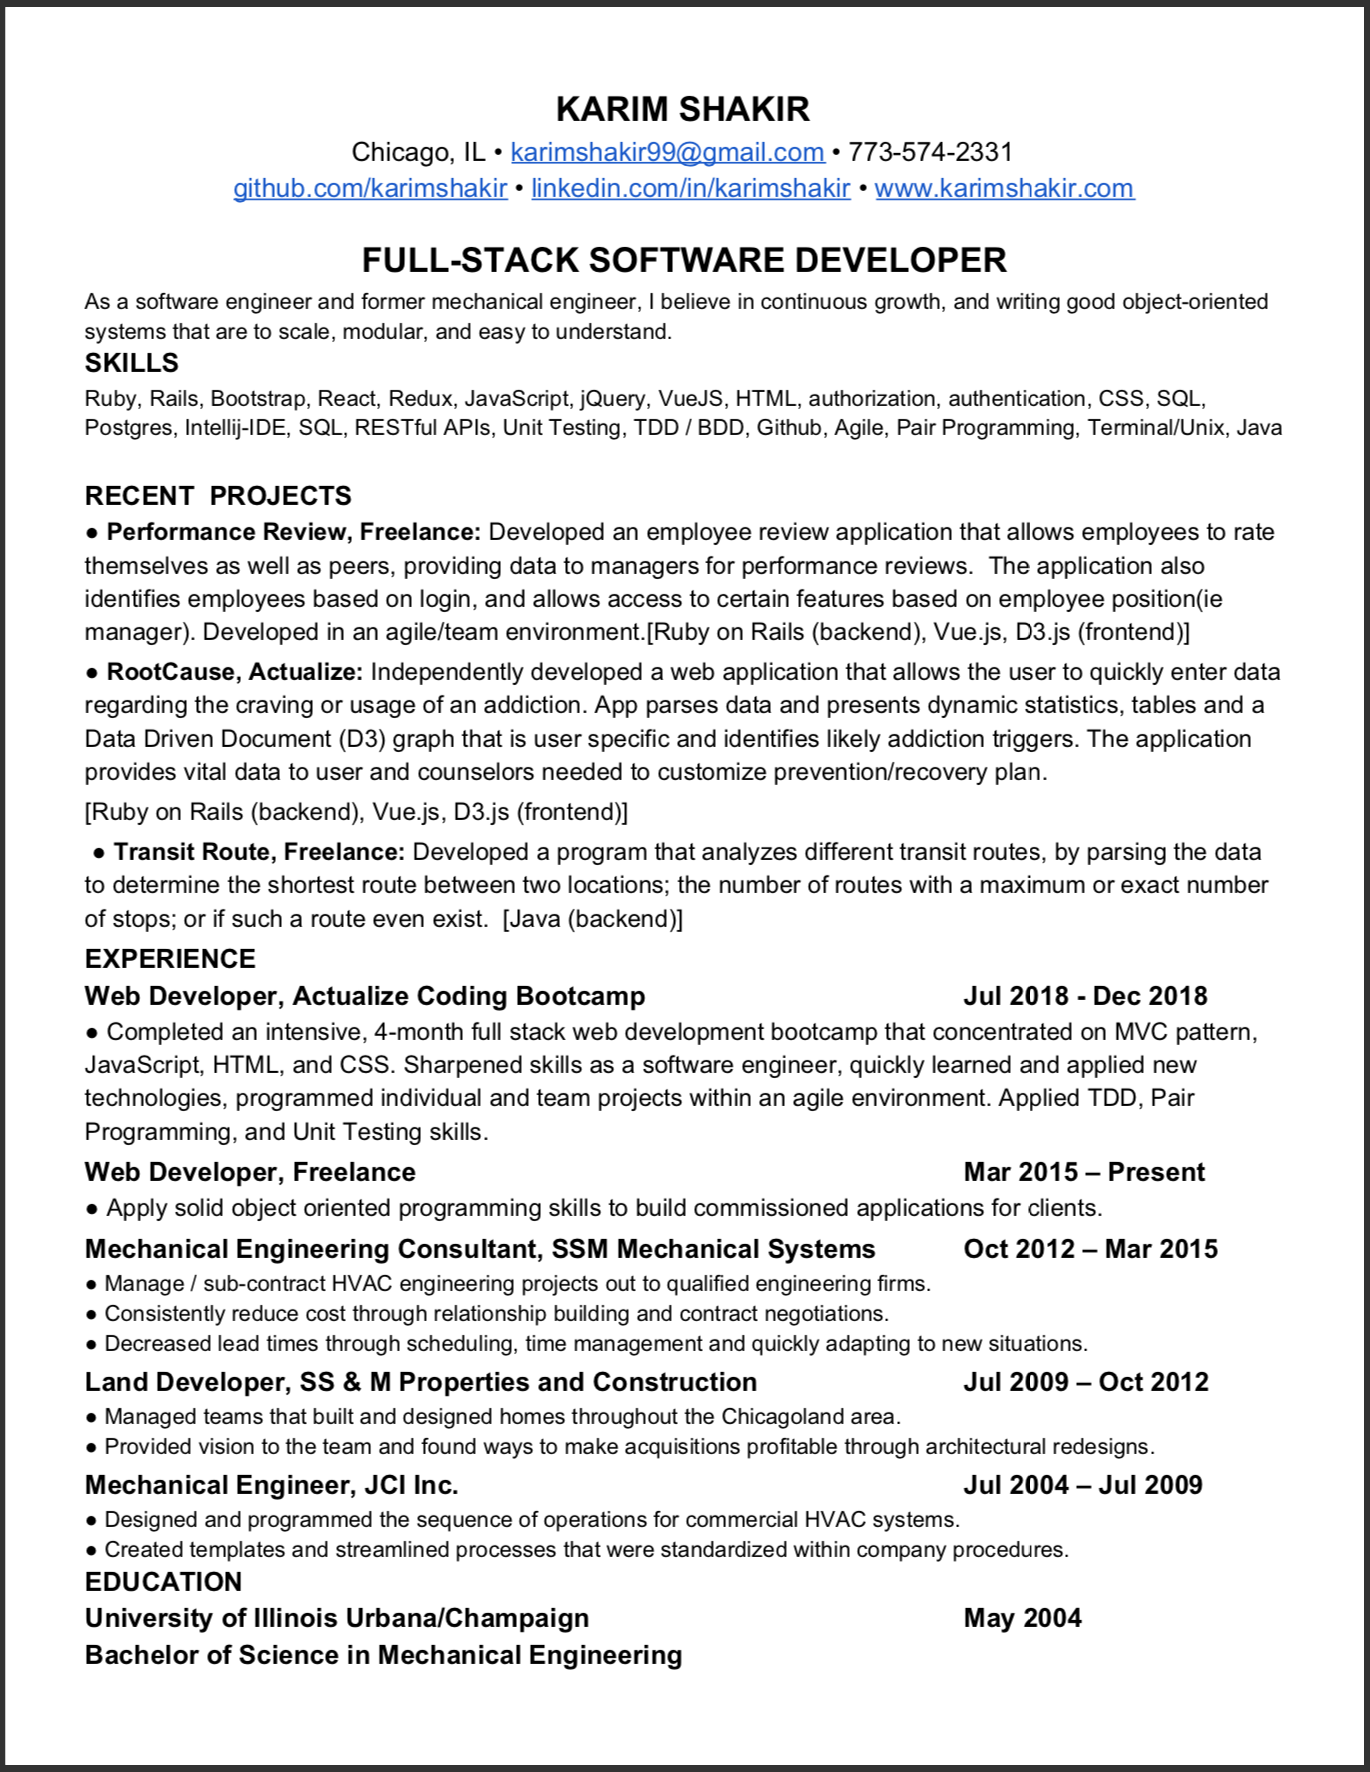 KARIM SHAKIR
Chicago, IL • karimshakir99@gmail.com • 773-574-2331
github.com/karimshakir • linkedin.com/in/karimshakir • www.karimshakir.com
FULL-STACK SOFTWARE DEVELOPER
As a software engineer and former mechanical engineer, I believe in continuous growth, and writing good object-oriented
systems that are to scale, modular, and easy to understand.
SKILLS
Ruby, Rails, Bootstrap, React, Redux, JavaScript, jQuery, VueJS, HTML, authorization, authentication, CSS, SQL,
Postgres, Intellij-IDE, SQL, RESTful APIs, Unit Testing, TDD / BDD, Github, Agile, Pair Programming, Terminal/Unix, Java
RECENT  PROJECTS
● Performance Review, Freelance: Developed an employee review application that allows employees to rate
themselves as well as peers, providing data to managers for performance reviews.  The application also
identifies employees based on login, and allows access to certain features based on employee position(ie
manager). Developed in an agile/team environment.[Ruby on Rails (backend), Vue.js, D3.js (frontend)]
● RootCause, Actualize: Independently developed a web application that allows the user to quickly enter data
regarding the craving or usage of an addiction. App parses data and presents dynamic statistics, tables and a
Data Driven Document (D3) graph that is user specific and identifies likely addiction triggers. The application
provides vital data to user and counselors needed to customize prevention/recovery plan.
[Ruby on Rails (backend), Vue.js, D3.js (frontend)]
● Transit Route, Freelance: Developed a program that analyzes different transit routes, by parsing the data
to determine the shortest route between two locations; the number of routes with a maximum or exact number
of stops; or if such a route even exist.  [Java (backend)]
EXPERIENCE
Web Developer, Actualize Coding Bootcamp Jul 2018 - Dec 2018
● Completed an intensive, 4-month full stack web development bootcamp that concentrated on MVC pattern,
JavaScript, HTML, and CSS. Sharpened skills as a software engineer, quickly learned and applied new
technologies, programmed individual and team projects within an agile environment. Applied TDD, Pair
Programming, and Unit Testing skills.
Web Developer, Freelance Mar 2015 – Present
● Apply solid object oriented programming skills to build commissioned applications for clients.
Mechanical Engineering Consultant, SSM Mechanical Systems Oct 2012 – Mar 2015
● Manage / sub-contract HVAC engineering projects out to qualified engineering firms.
● Consistently reduce cost through relationship building and contract negotiations.
● Decreased lead times through scheduling, time management and quickly adapting to new situations.
Land Developer, SS & M Properties and Construction Jul 2009 – Oct 2012
● Managed teams that built and designed homes throughout the Chicagoland area.
● Provided vision to the team and found ways to make acquisitions profitable through architectural redesigns.
Mechanical Engineer, JCI Inc. Jul 2004 – Jul 2009
● Designed and programmed the sequence of operations for commercial HVAC systems.
● Created templates and streamlined processes that were standardized within company procedures.
EDUCATION
University of Illinois Urbana/Champaign May 2004
Bachelor of Science in Mechanical Engineering